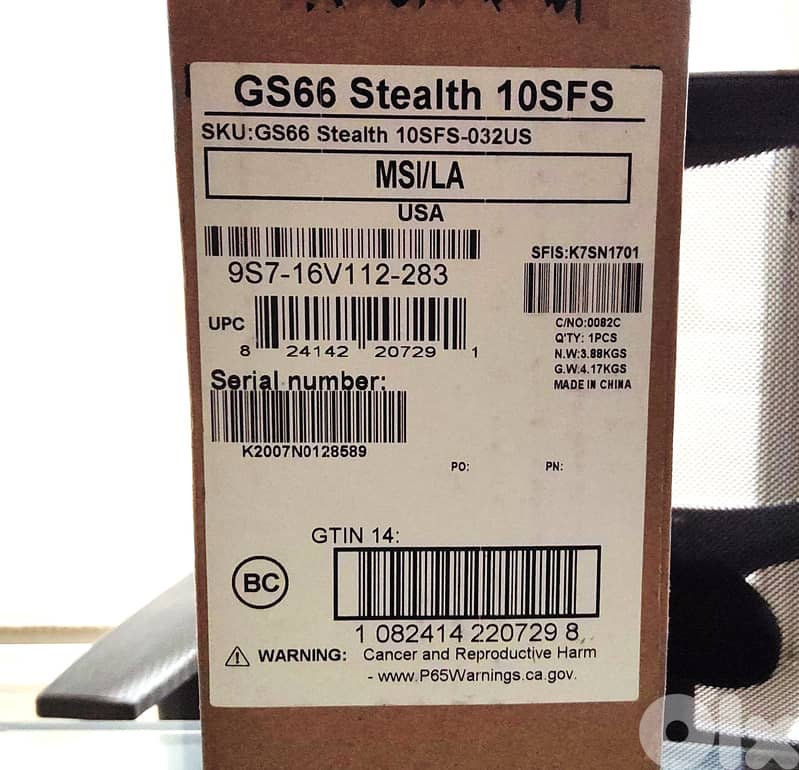 GS66 Stealth 10SFS
SKU:GS66 Stealth 10SFS-032US
MSI/LA
USA
9S7-16V112-283
SFIS:K7SN1701
UPC
8 24142 20729 1
C/NO:0082C
Q'TY: 1PCS
N.W:3.88KGS
G.W:4.17KGS
MADE IN CHINA
Serial number:
K2007N0128589
PO: PN:
GTIN 14:
BC
1 082414 220729 8
WARNING: Cancer and Reproductive Harm
- www.P65Warnings.ca.gov.
olx